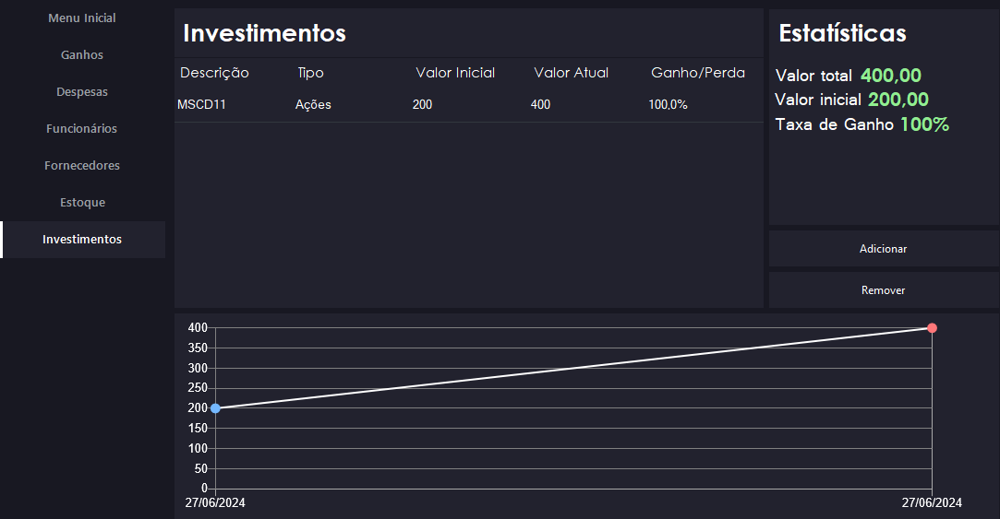 Menu Inicial
Ganhos
Despesas
Funcionários
Fornecedores
Estoque
Investimentos
Investimentos
Descrição Tipo Valor Inicial Valor Atual Ganho/Perda
MSCD11 Ações 200 400 100,0%
Estatísticas
Valor total 400,00
Valor inicial 200,00
Taxa de Ganho 100%
Adicionar
Remover
400
350
300
250
200
150
100
50
0
27/06/2024 27/06/2024